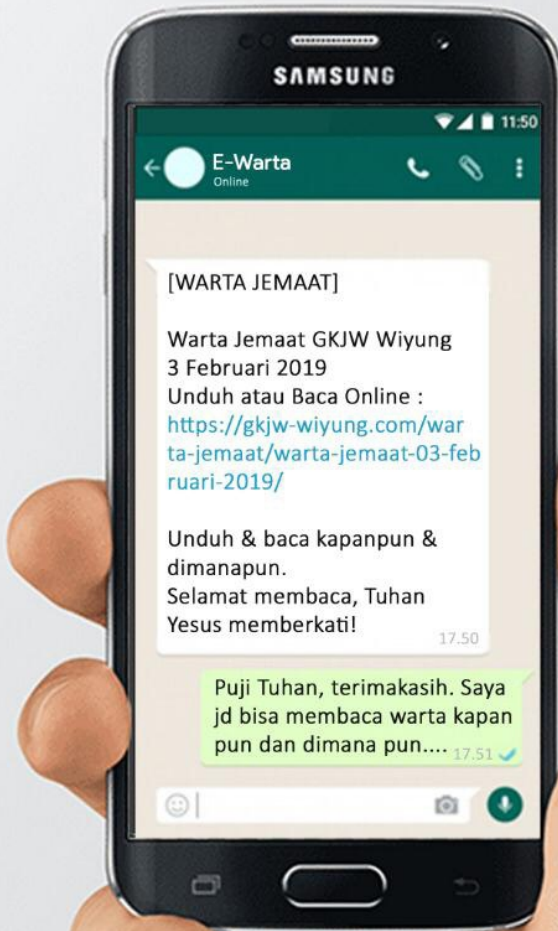 SAMSUNG
11:50
E-Warta
Online
[WARTA JEMAAT]
Warta Jemaat GKJW Wiyung
3 Februari 2019
Unduh atau Baca Online :
https://gkjw-wiyung.com/war
ta-jemaat/warta-jemaat-03-feb
ruari-2019/
Unduh & baca kapanpun &
dimanapun.
Selamat membaca, Tuhan
Yesus memberkati!
17.50
Puji Tuhan, terimakasih. Saya
jd bisa membaca warta kapan
pun dan dimana pun....
17.51